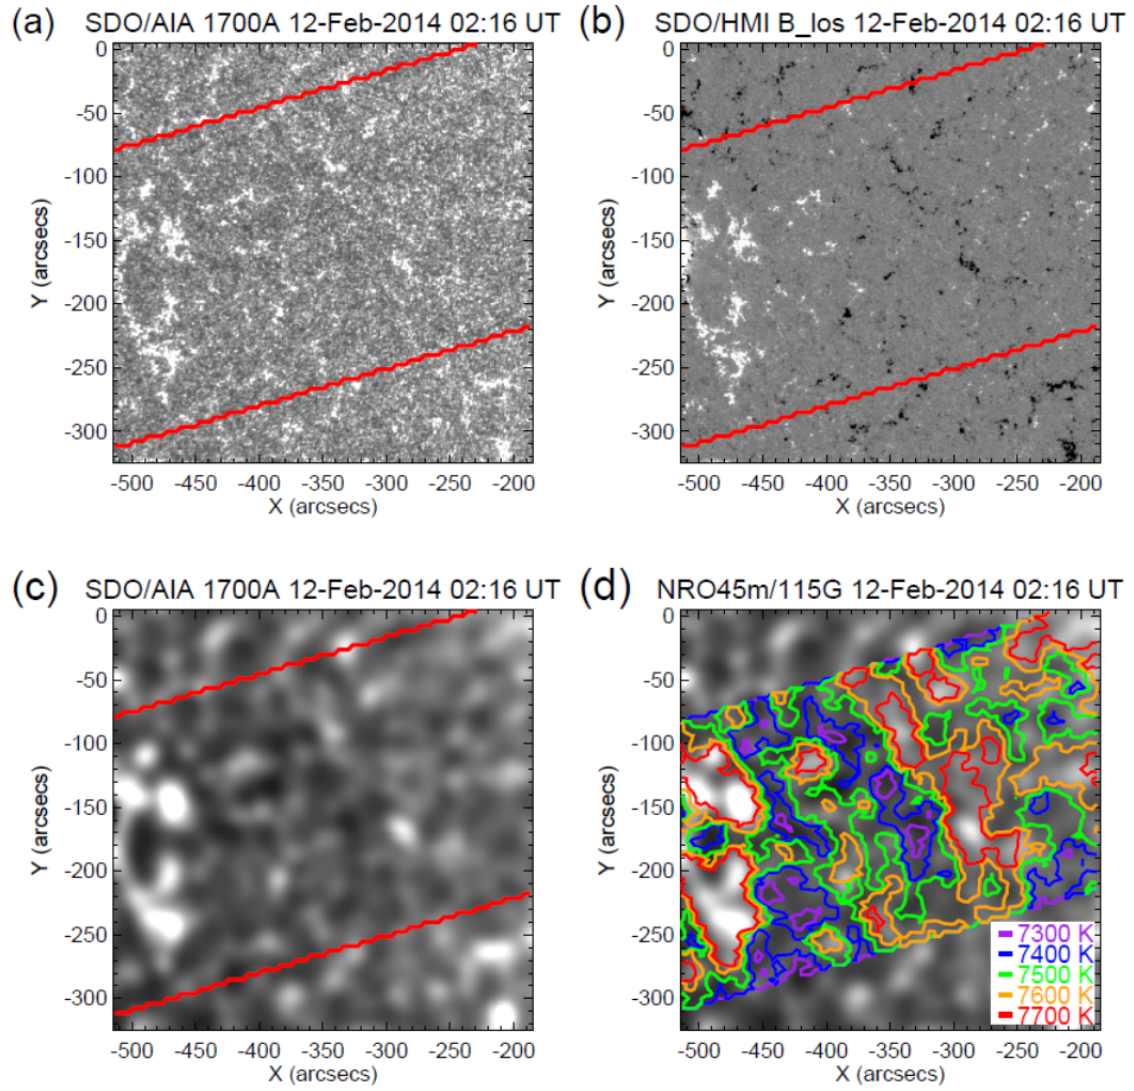 (a) SDO/AIA 1700A 12-Feb-2014 02:16 UT
0
-50
-100
-150
-200
-250
-300
Y (arcsecs)
-500 -450 -400 -350 -300 -250 -200
X (arcsecs)
(b) SDO/HMI B_los 12-Feb-2014 02:16 UT
0
-50
-100
-150
-200
-250
-300
Y (arcsecs)
-500 -450 -400 -350 -300 -250 -200
X (arcsecs)
(c) SDO/AIA 1700A 12-Feb-2014 02:16 UT
0
-50
-100
-150
-200
-250
-300
Y (arcsecs)
-500 -450 -400 -350 -300 -250 -200
X (arcsecs)
(d) NRO45m/115G 12-Feb-2014 02:16 UT
0
-50
-100
-150
-200
-250
-300
Y (arcsecs)
7300 K
7400 K
7500 K
7600 K
7700 K
-500 -450 -400 -350 -300 -250 -200
X (arcsecs)